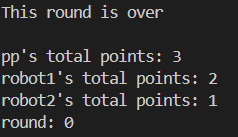 This round is over
pp's total points: 3
robot1's total points: 2
robot2's total points: 1
round: 0